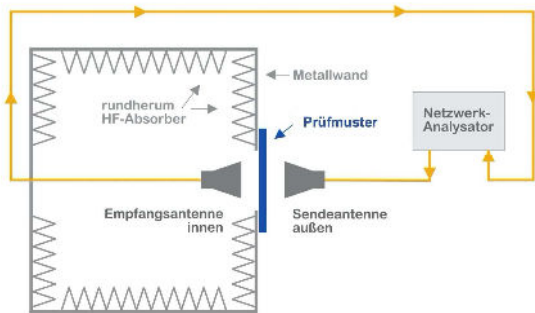 Metallwand
rundherum
HF-Absorber
Prüfmuster
Netzwerk-
Analysator
Empfangsantenne
innen
Sendeantenne
außen